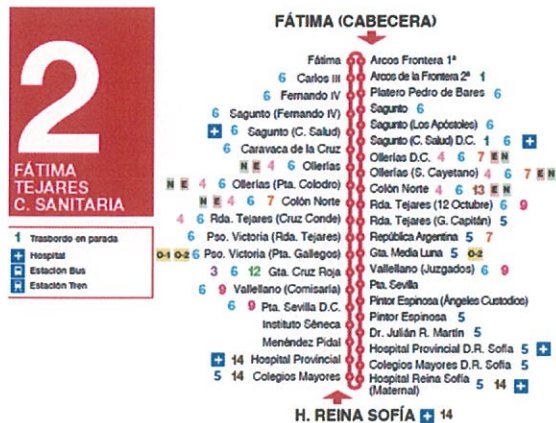 FÁTIMA (CABECERA)
2
FÁTIMA
TEJARES
C. SANITARIA
1 Trasbordo en parada
Hospital
Estación Bus
Estación Tren
Fátima
6 Carlos III
6 Fernando IV
6 Sagunto (Fernando IV)
6 Sagunto (C. Salud)
6 Caravaca de la Cruz
N E 4 6 Ollerías
N E 4 6 Ollerías (Pta. Colodro)
N E 4 6 7 Colón Norte
4 6 Rda. Tejares (Cruz Conde)
6 Pso. Victoria (Rda. Tejares)
O-1 O-2 6 Pso. Victoria (Pta. Gallegos)
3 6 12 Gta. Cruz Roja
6 9 Vallellano (Comisaría)
6 9 Pta. Sevilla D.C.
Instituto Séneca
Menéndez Pidal
14 Hospital Provincial
5 14 Colegios Mayores
Arcos Frontera 1ª
Arcos de la Frontera 2ª 1
Platero Pedro de Bares 6
Sagunto 6
Sagunto (Los Apóstoles) 6
Sagunto (C. Salud) D.C. 1 6
Ollerías D.C. 4 6 7 E N
Ollerías (S. Cayetano) 4 6 7 E N
Colón Norte 4 6 13 E N
Rda. Tejares (12 Octubre) 6 9
Rda. Tejares (G. Capitán) 5
República Argentina 5 7
Gta. Media Luna 5 O-2
Vallellano (Juzgados) 6 9
Pta. Sevilla
Pintor Espinosa (Ángeles Custodios)
Pintor Espinosa 5
Dr. Julián R. Martín 5
Hospital Provincial D.R. Sofía 5
Colegios Mayores D.R. Sofía 5
Hospital Reina Sofía 5 14
(Maternal)
H. REINA SOFÍA 14